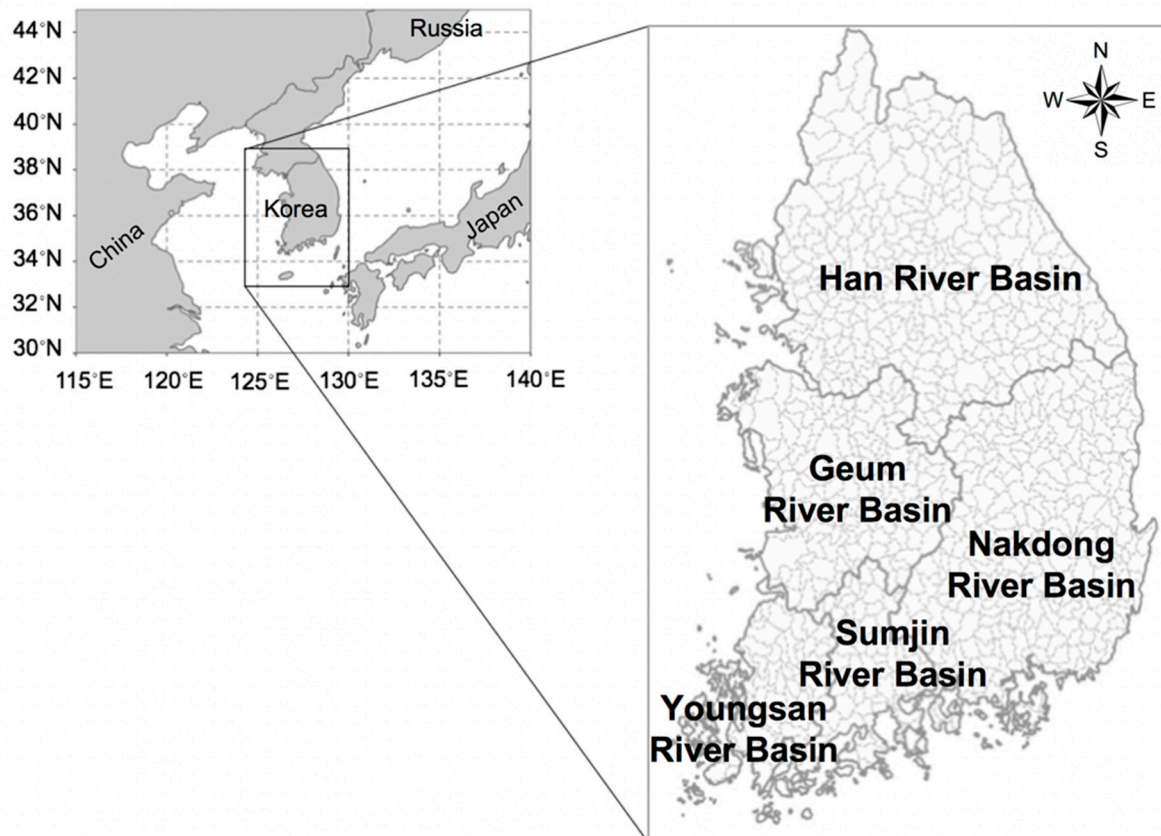 44°N
42°N
40°N
38°N
36°N
34°N
32°N
30°N
115°E
120°E
125°E
130°E
135°E
140°E
Russia
Korea
China
Japan
N
W
E
S
Han River Basin
Geum
River Basin
Nakdong
River Basin
Sumjin
River Basin
Youngsan
River Basin